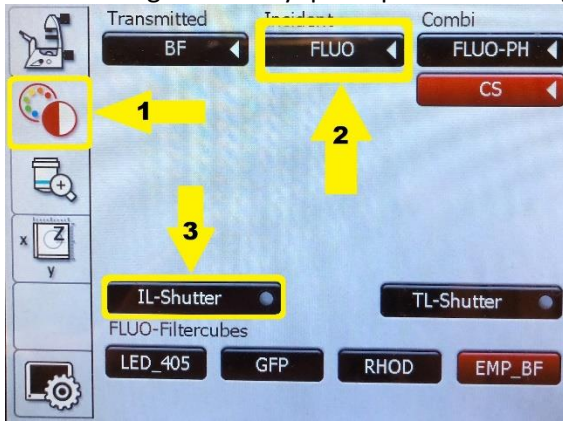 Transmitted Incident Combi
BF FLUO FLUO-PH
CS
1
2
3
Z
x
y
IL-Shutter TL-Shutter
FLUO-Filtercubes
LED_405 GFP RHOD EMP_BF